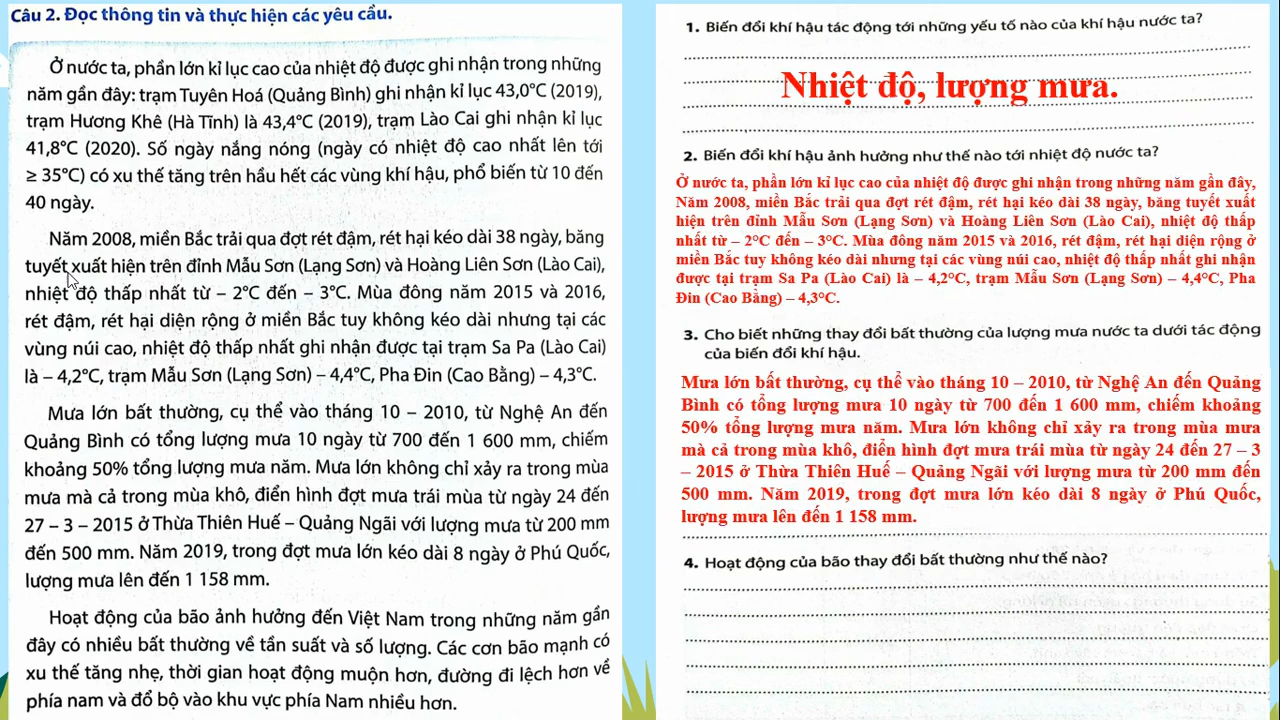 Câu 2. Đọc thông tin và thực hiện các yêu cầu.
Ở nước ta, phần lớn kỉ lục cao của nhiệt độ được ghi nhận trong những
năm gần đây: trạm Tuyên Hoá (Quảng Bình) ghi nhận kỉ lục 43,0°C (2019),
trạm Hương Khê (Hà Tĩnh) là 43,4°C (2019), trạm Lào Cai ghi nhận kỉ lục
41,8°C (2020). Số ngày nắng nóng (ngày có nhiệt độ cao nhất lên tới
≥ 35°C) có xu thế tăng trên hầu hết các vùng khí hậu, phổ biến từ 10 đến
40 ngày.
Năm 2008, miền Bắc trải qua đợt rét đậm, rét hại kéo dài 38 ngày, băng
tuyết xuất hiện trên đỉnh Mẫu Sơn (Lạng Sơn) và Hoàng Liên Sơn (Lào Cai),
nhiệt độ thấp nhất từ – 2°C đến – 3°C. Mùa đông năm 2015 và 2016,
rét đậm, rét hại diện rộng ở miền Bắc tuy không kéo dài nhưng tại các
vùng núi cao, nhiệt độ thấp nhất ghi nhận được tại trạm Sa Pa (Lào Cai)
là – 4,2°C, trạm Mẫu Sơn (Lạng Sơn) – 4,4°C, Pha Đin (Cao Bằng) – 4,3°C.
Mưa lớn bất thường, cụ thể vào tháng 10 – 2010, từ Nghệ An đến
Quảng Bình có tổng lượng mưa 10 ngày từ 700 đến 1 600 mm, chiếm
khoảng 50% tổng lượng mưa năm. Mưa lớn không chỉ xảy ra trong mùa
mưa mà cả trong mùa khô, điển hình đợt mưa trái mùa từ ngày 24 đến
27 – 3 – 2015 ở Thừa Thiên Huế – Quảng Ngãi với lượng mưa từ 200 mm
đến 500 mm. Năm 2019, trong đợt mưa lớn kéo dài 8 ngày ở Phú Quốc,
lượng mưa lên đến 1 158 mm.
Hoạt động của bão ảnh hưởng đến Việt Nam trong những năm gần
đây có nhiều bất thường về tần suất và số lượng. Các cơn bão mạnh có
xu thế tăng nhẹ, thời gian hoạt động muộn hơn, đường đi lệch hơn về
phía nam và đổ bộ vào khu vực phía Nam nhiều hơn.
1. Biến đổi khí hậu tác động tới những yếu tố nào của khí hậu nước ta?
Nhiệt độ, lượng mưa.
2. Biến đổi khí hậu ảnh hưởng như thế nào tới nhiệt độ nước ta?
Ở nước ta, phần lớn kỉ lục cao của nhiệt độ được ghi nhận trong những năm gần đây,
Năm 2008, miền Bắc trải qua đợt rét đậm, rét hại kéo dài 38 ngày, băng tuyết xuất
hiện trên đỉnh Mẫu Sơn (Lạng Sơn) và Hoàng Liên Sơn (Lào Cai), nhiệt độ thấp
nhất từ – 2°C đến – 3°C. Mùa đông năm 2015 và 2016, rét đậm, rét hại diện rộng ở
miền Bắc tuy không kéo dài nhưng tại các vùng núi cao, nhiệt độ thấp nhất ghi nhận
được tại trạm Sa Pa (Lào Cai) là – 4,2°C, trạm Mẫu Sơn (Lạng Sơn) – 4,4°C, Pha
Đin (Cao Bằng) – 4,3°C.
3. Cho biết những thay đổi bất thường của lượng mưa nước ta dưới tác động
của biến đổi khí hậu.
Mưa lớn bất thường, cụ thể vào tháng 10 – 2010, từ Nghệ An đến Quảng
Bình có tổng lượng mưa 10 ngày từ 700 đến 1 600 mm, chiếm khoảng
50% tổng lượng mưa năm. Mưa lớn không chỉ xảy ra trong mùa mưa
mà cả trong mùa khô, điển hình đợt mưa trái mùa từ ngày 24 đến 27 – 3
– 2015 ở Thừa Thiên Huế – Quảng Ngãi với lượng mưa từ 200 mm đến
500 mm. Năm 2019, trong đợt mưa lớn kéo dài 8 ngày ở Phú Quốc,
lượng mưa lên đến 1 158 mm.
4. Hoạt động của bão thay đổi bất thường như thế nào?